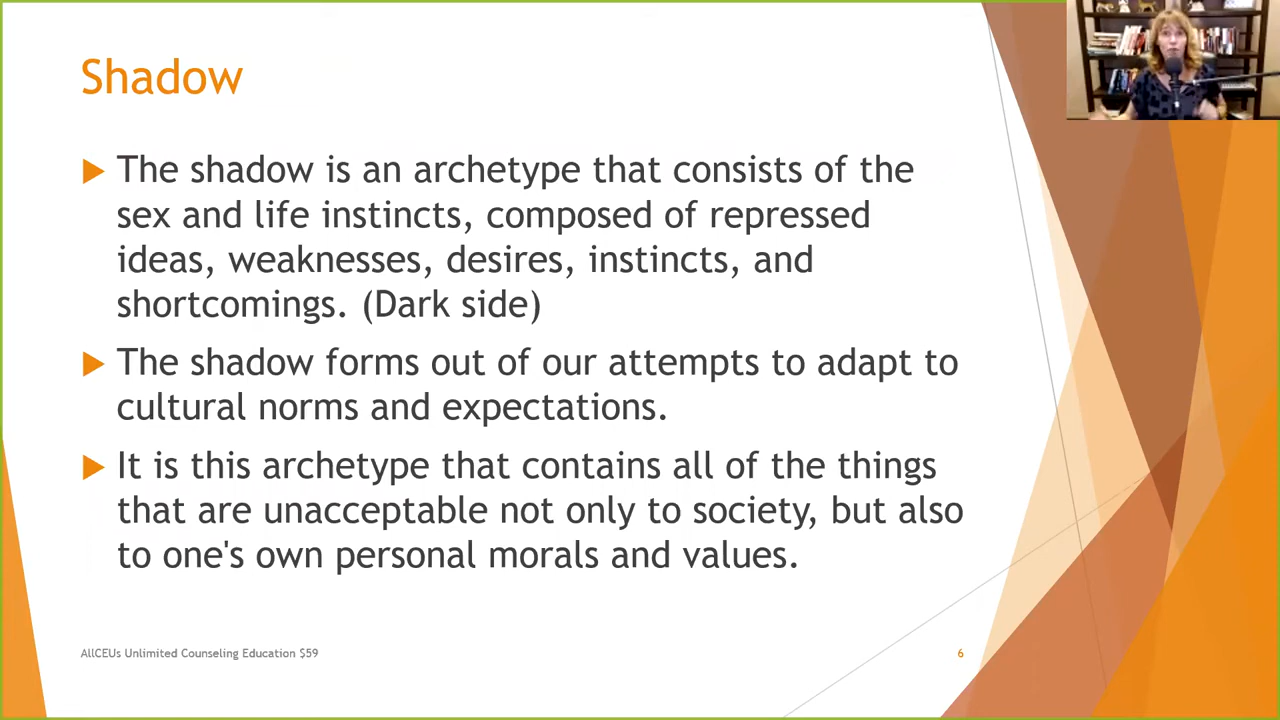 Shadow
The shadow is an archetype that consists of the
sex and life instincts, composed of repressed
ideas, weaknesses, desires, instincts, and
shortcomings. (Dark side)
The shadow forms out of our attempts to adapt to
cultural norms and expectations.
It is this archetype that contains all of the things
that are unacceptable not only to society, but also
to one's own personal morals and values.
AllCEUs Unlimited Counseling Education $59
6